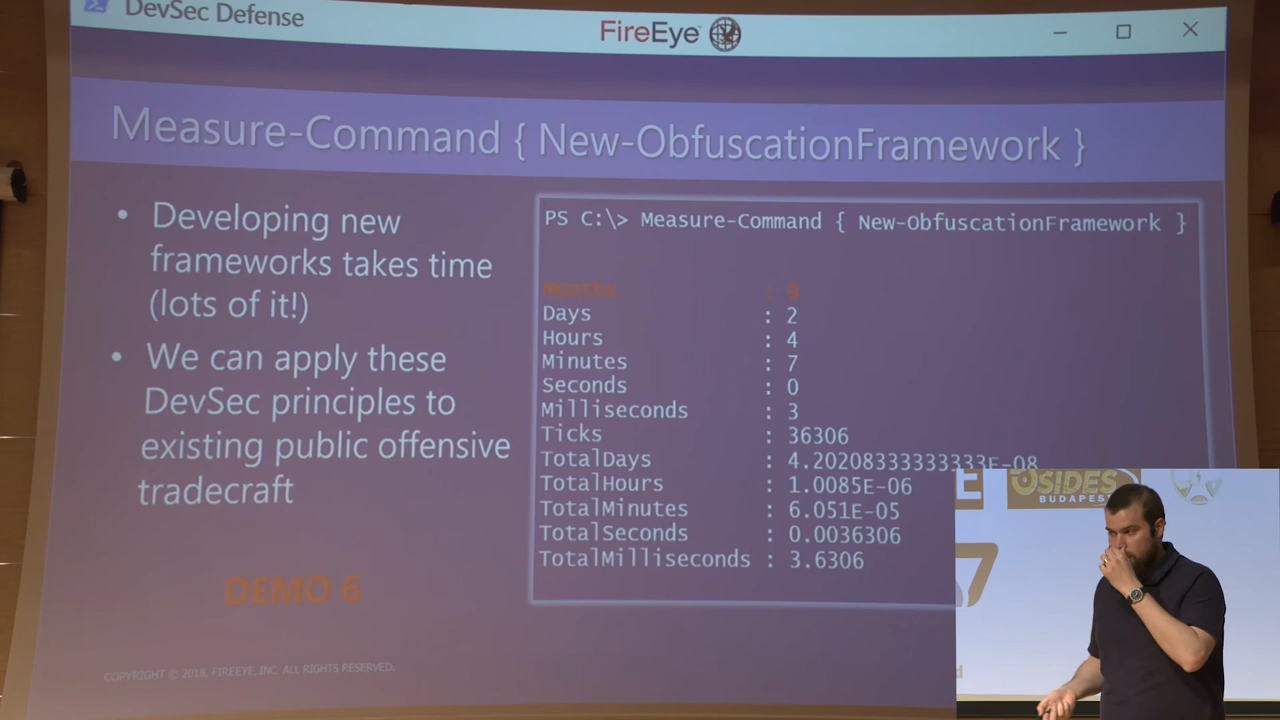 DevSec Defense
FireEye
Measure-Command { New-ObfuscationFramework }
• Developing new
frameworks takes time
(lots of it!)
• We can apply these
DevSec principles to
existing public offensive
tradecraft
DEMO 6
COPYRIGHT © 2018, FIREEYE, INC. ALL RIGHTS RESERVED.
PS C:\> Measure-Command { New-ObfuscationFramework }
Months : 9
Days : 2
Hours : 4
Minutes : 7
Seconds : 0
Milliseconds : 3
Ticks : 36306
TotalDays : 4.20208333333333E-08
TotalHours : 1.0085E-06
TotalMinutes : 6.051E-05
TotalSeconds : 0.0036306
TotalMilliseconds : 3.6306
SIDES
BUDAPEST
7